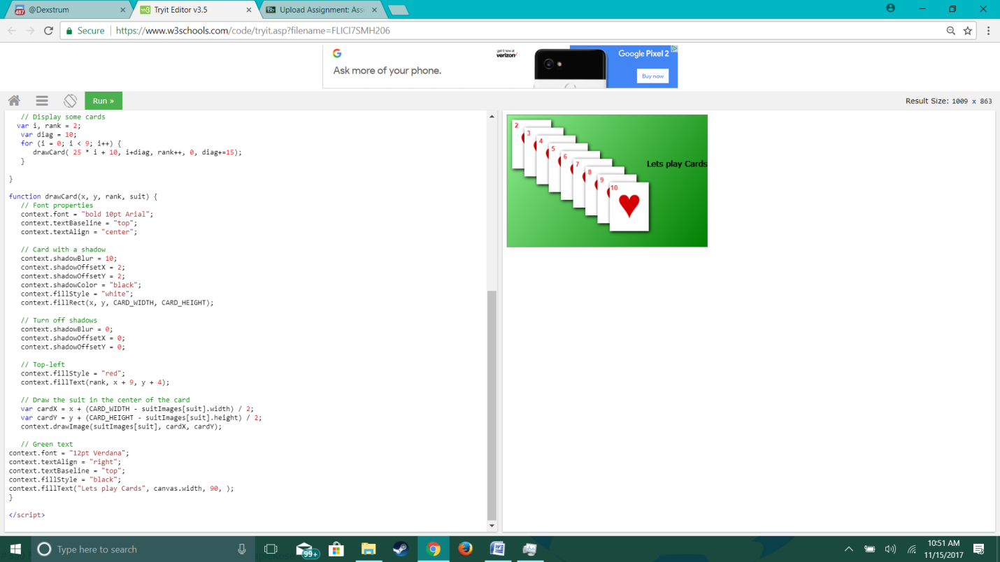 487 @Dexstrum
Tryit Editor v3.5
Bb Upload Assignment: Assi
Secure https://www.w3schools.com/code/tryit.asp?filename=FLICI7SMH206
G
Ask more of your phone.
get it now at
verizon✓
Google Pixel 2
Buy now
Run »
Result Size: 1009 x 863
// Display some cards
var i, rank = 2;
var diag = 10;
for (i = 0; i < 9; i++) {
drawCard( 25 * i + 10, i+diag, rank++, 0, diag+=15);
}
}
function drawCard(x, y, rank, suit) {
// Font properties
context.font = "bold 10pt Arial";
context.textBaseline = "top";
context.textAlign = "center";
// Card with a shadow
context.shadowBlur = 10;
context.shadowOffsetX = 2;
context.shadowOffsetY = 2;
context.shadowColor = "black";
context.fillStyle = "white";
context.fillRect(x, y, CARD_WIDTH, CARD_HEIGHT);
// Turn off shadows
context.shadowBlur = 0;
context.shadowOffsetX = 0;
context.shadowOffsetY = 0;
// Top-left
context.fillStyle = "red";
context.fillText(rank, x + 9, y + 4);
// Draw the suit in the center of the card
var cardX = x + (CARD_WIDTH - suitImages[suit].width) / 2;
var cardY = y + (CARD_HEIGHT - suitImages[suit].height) / 2;
context.drawImage(suitImages[suit], cardX, cardY);
// Green text
context.font = "12pt Verdana";
context.textAlign = "right";
context.textBaseline = "top";
context.fillStyle = "black";
context.fillText("Lets play Cards", canvas.width, 90, );
}
</script>
2
3
4
5
6
7
8
9
10
Lets play Cards
Type here to search
99+
10:51 AM
11/15/2017